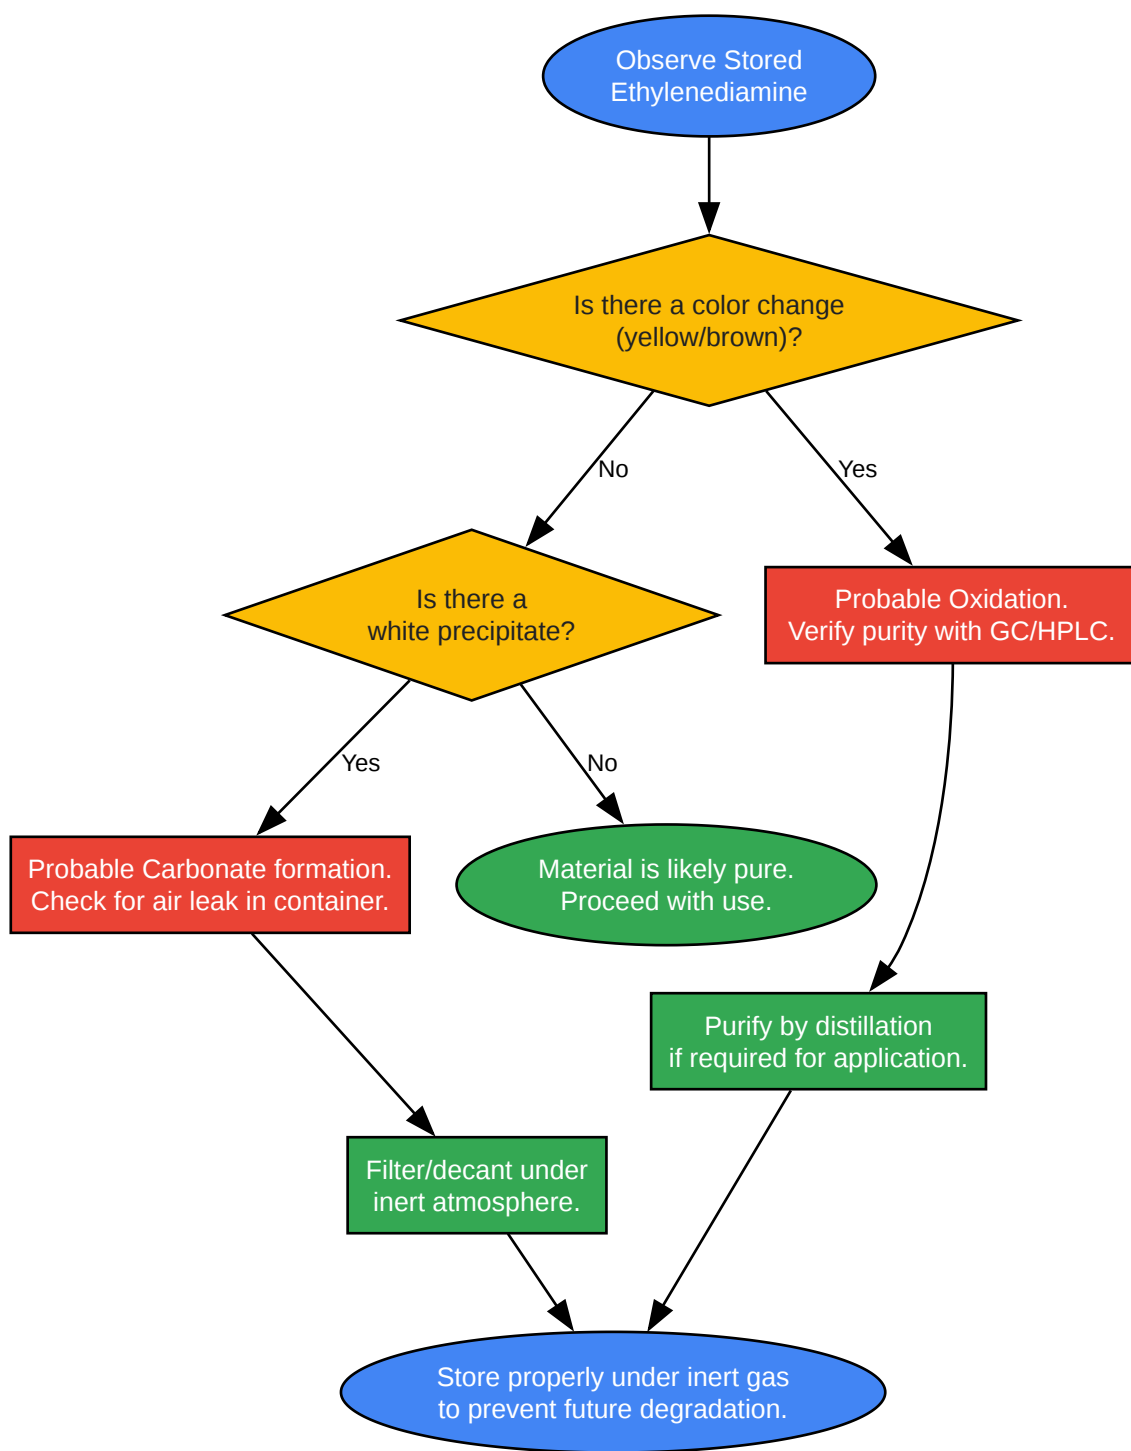 Observe Stored
Ethylenediamine
Is there a color change
(yellow/brown)?
No
Yes
Is there a
white precipitate?
Probable Oxidation.
Verify purity with GC/HPLC.
Yes
No
Probable Carbonate formation.
Check for air leak in container.
Material is likely pure.
Proceed with use.
Purify by distillation
if required for application.
Filter/decant under
inert atmosphere.
Store properly under inert gas
to prevent future degradation.